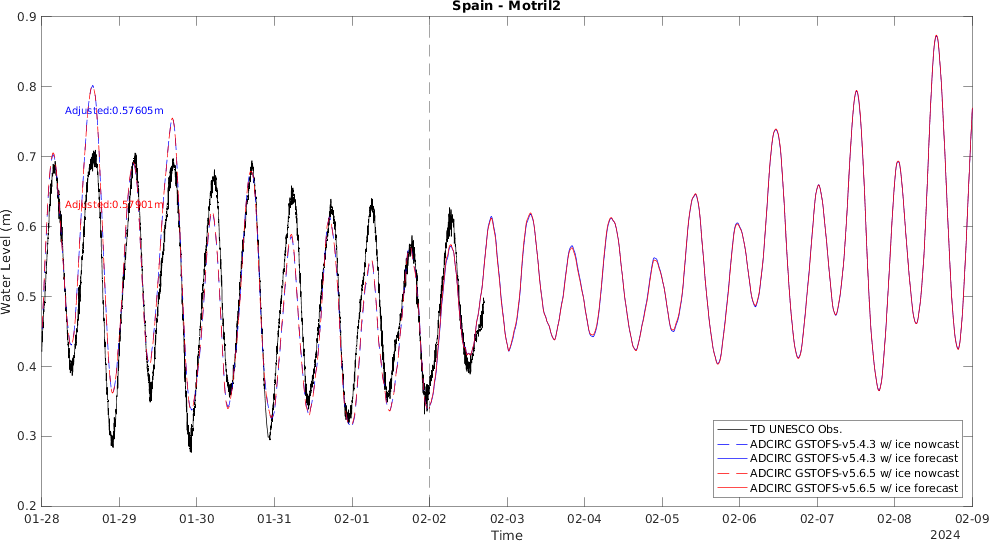 Spain - Motril2
0.9
0.8
0.7
0.6
0.5
0.4
0.3
0.2
Water Level (m)
Adjusted:0.57605m
Adjusted:0.57901m
TD UNESCO Obs.
ADCIRC GSTOFS-v5.4.3 w/ ice nowcast
ADCIRC GSTOFS-v5.4.3 w/ ice forecast
ADCIRC GSTOFS-v5.6.5 w/ ice nowcast
ADCIRC GSTOFS-v5.6.5 w/ ice forecast
01-28 01-29 01-30 01-31 02-01 02-02 02-03 02-04 02-05 02-06 02-07 02-08 02-09
Time
2024